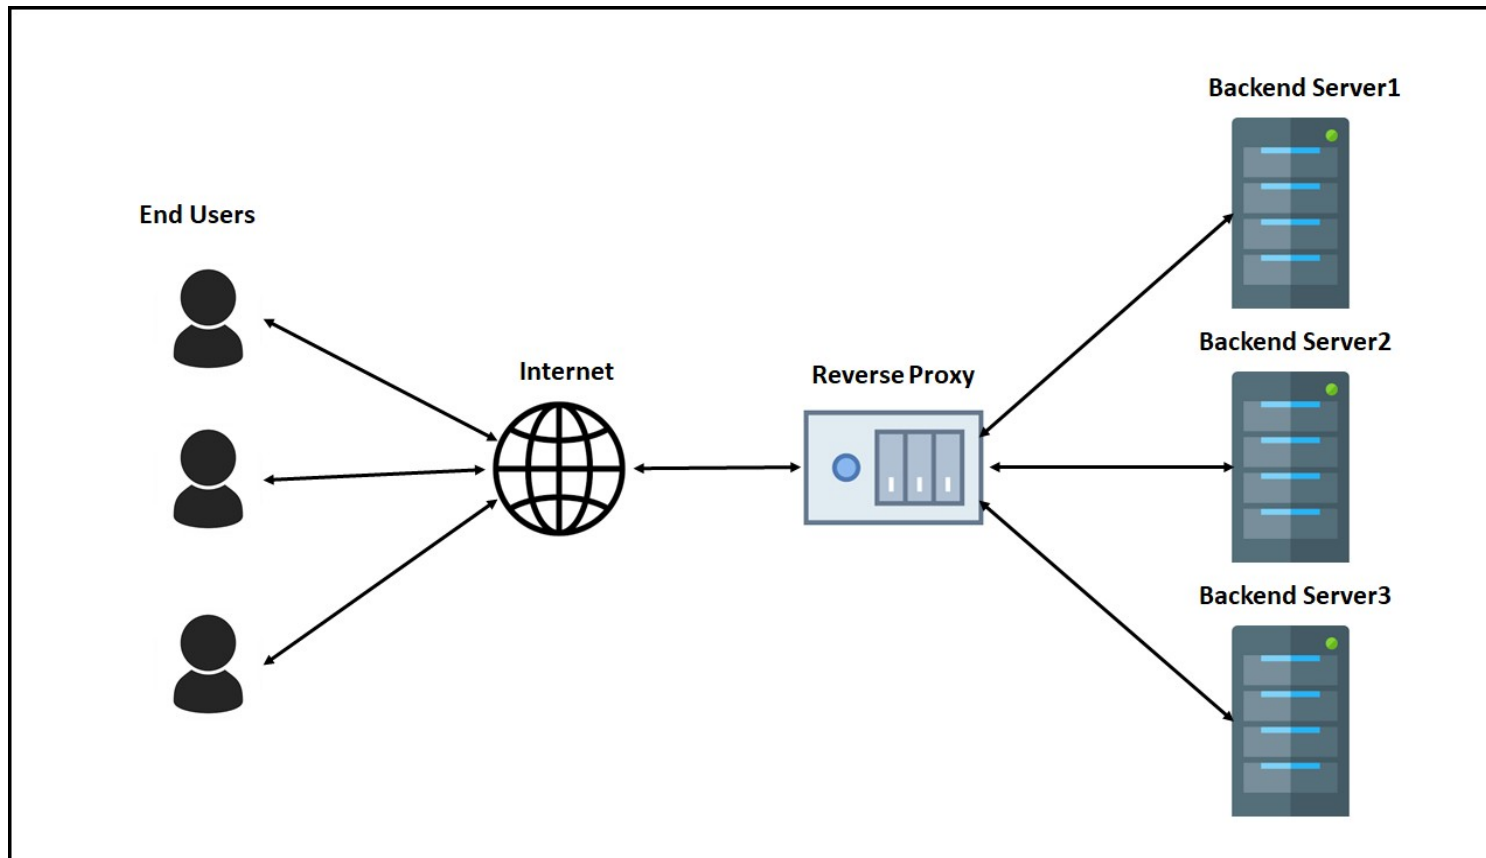 Backend Server1
End Users
Backend Server2
Internet
Reverse Proxy
Backend Server3